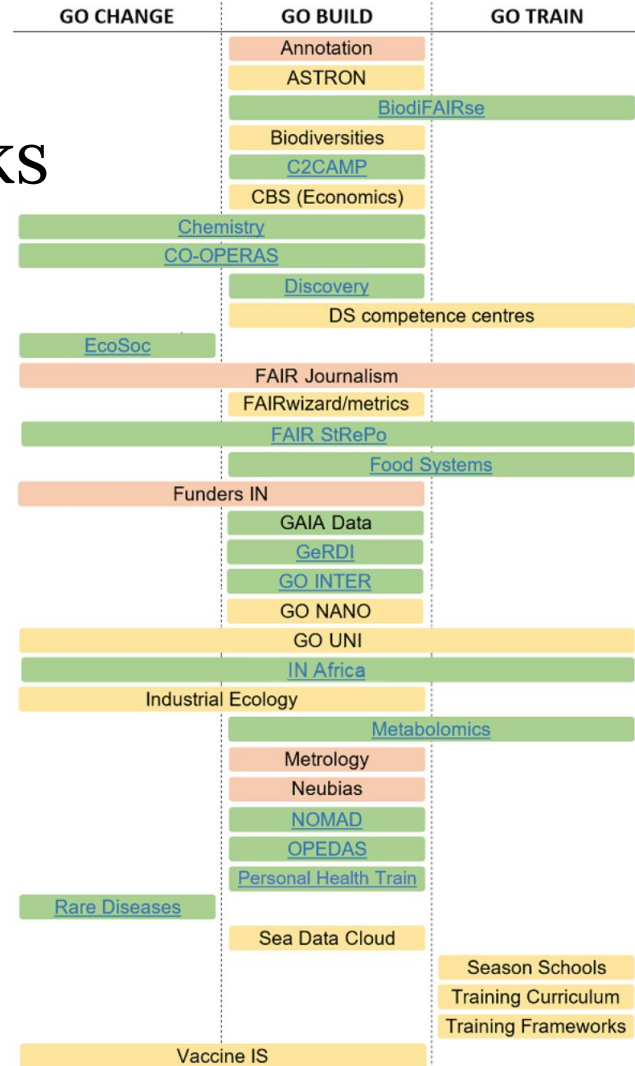 GO CHANGE GO BUILD GO TRAIN
Annotation
ASTRON
BiodiFAIRse
ks
Biodiversities
C2CAMP
CBS (Economics)
Chemistry
CO-OPERAS
Discovery
DS competence centres
EcoSoc
FAIR Journalism
FAIRwizard/metrics
FAIR StRePo
Food Systems
Funders IN
GAIA Data
GeRDI
GO INTER
GO NANO
GO UNI
IN Africa
Industrial Ecology
Metabolomics
Metrology
Neubias
NOMAD
OPEDAS
Personal Health Train
Rare Diseases
Sea Data Cloud
Season Schools
Training Curriculum
Training Frameworks
Vaccine IS